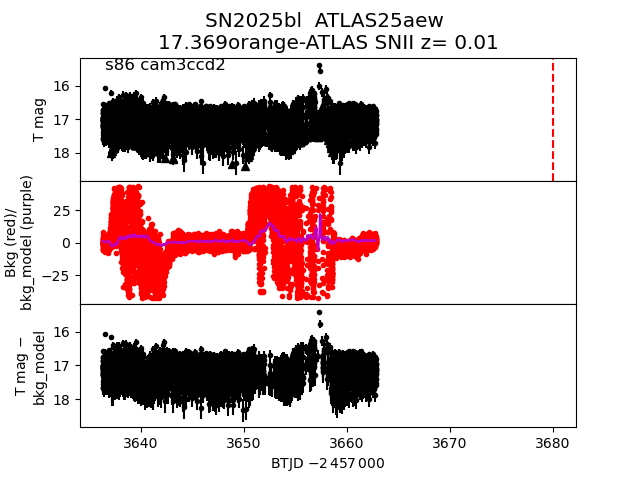 SN2025bl  ATLAS25aew
17.369orange-ATLAS SNII z= 0.01
s86 cam3ccd2
T mag
16
17
18
Bkg (red)/
bkg_model (purple)
25
0
−25
T mag −
bkg_model
16
17
18
3640 3650 3660 3670 3680
BTJD −2 457 000